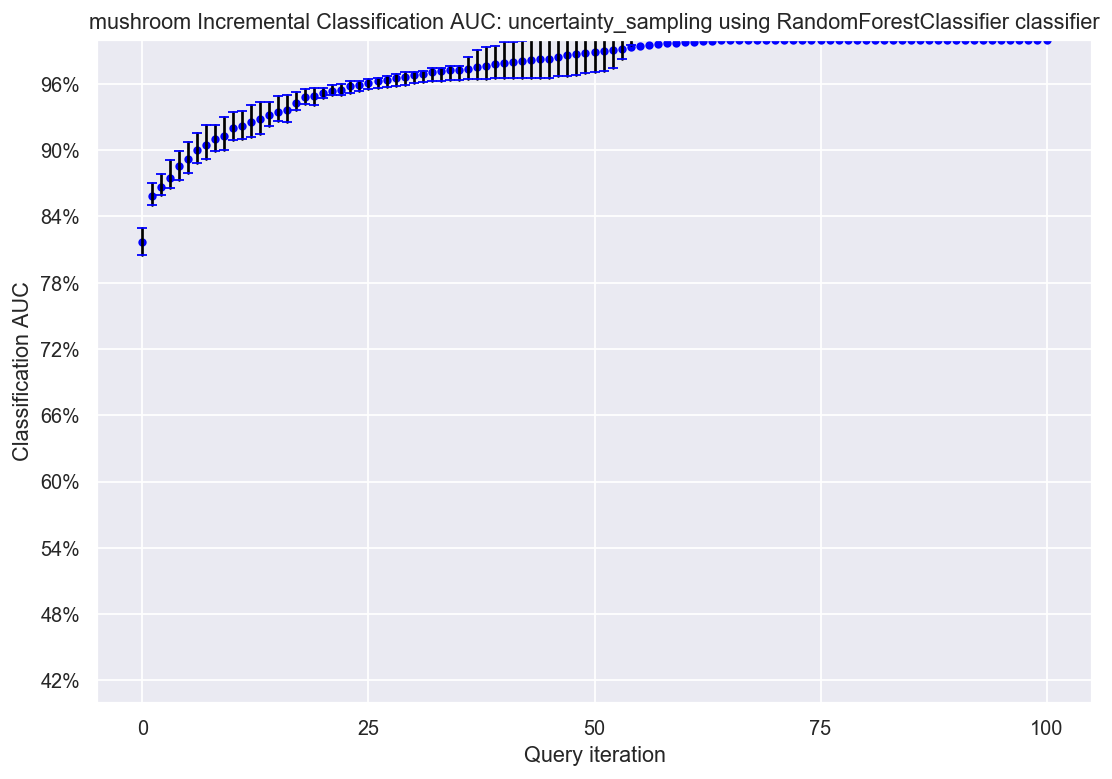 mushroom Incremental Classification AUC: uncertainty_sampling using RandomForestClassifier classifier
96%
90%
84%
78%
72%
66%
60%
54%
48%
42%
Classification AUC
0 25 50 75 100
Query iteration